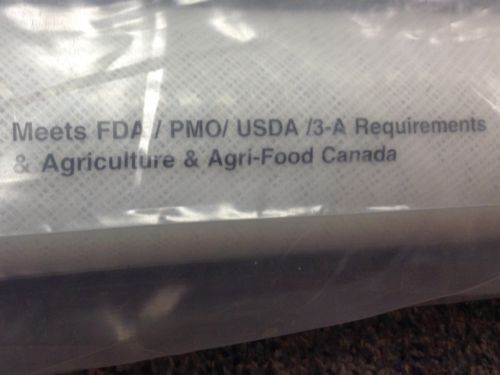 Meets FDA / PMO/ USDA /3-A Requirements
& Agriculture & Agri-Food Canada